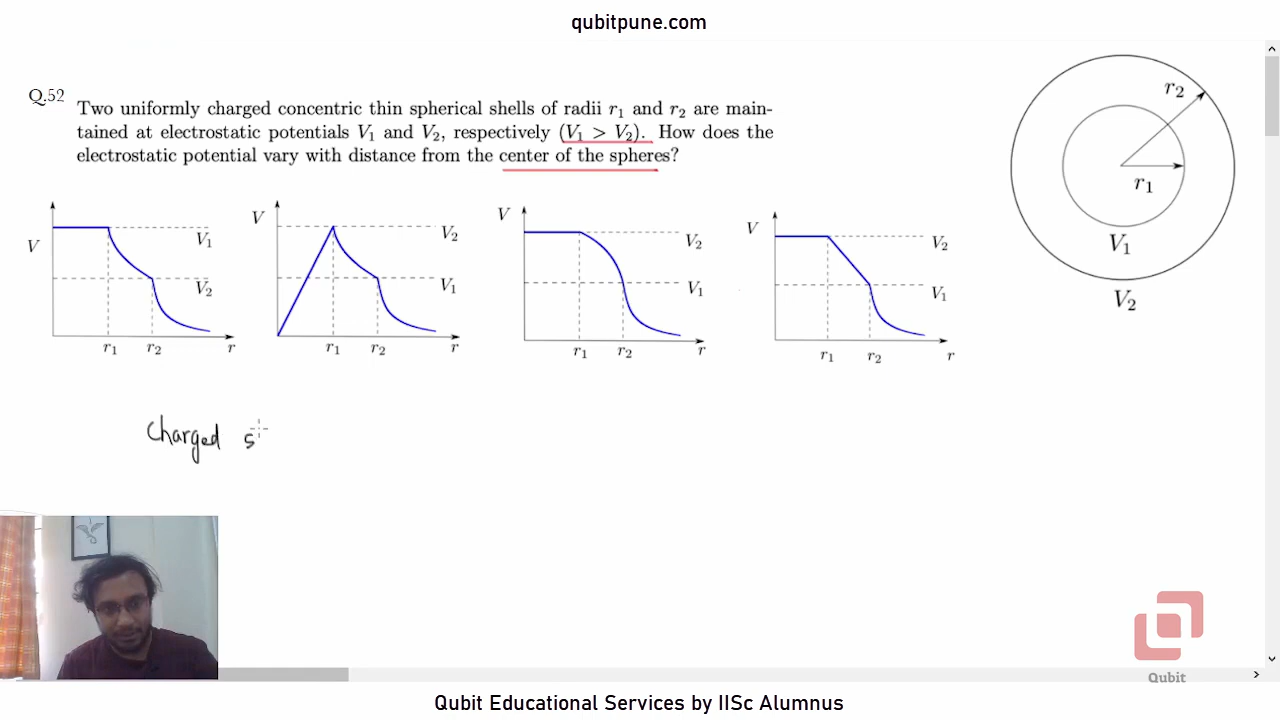 qubitpune.com
Q.52
Two uniformly charged concentric thin spherical shells of radii r₁ and r₂ are main-
tained at electrostatic potentials V₁ and V₂, respectively (V₁ > V₂). How does the
electrostatic potential vary with distance from the center of the spheres?
r₂
r₁
V₁
V₂
V
V₁
V₂
r₁ r₂ r
V
V₂
V₁
r₁ r₂ r
V
V₂
V₁
r₁ r₂ r
V
V₂
V₁
r₁ r₂ r
Charged s
Qubit
Qubit Educational Services by IISc Alumnus